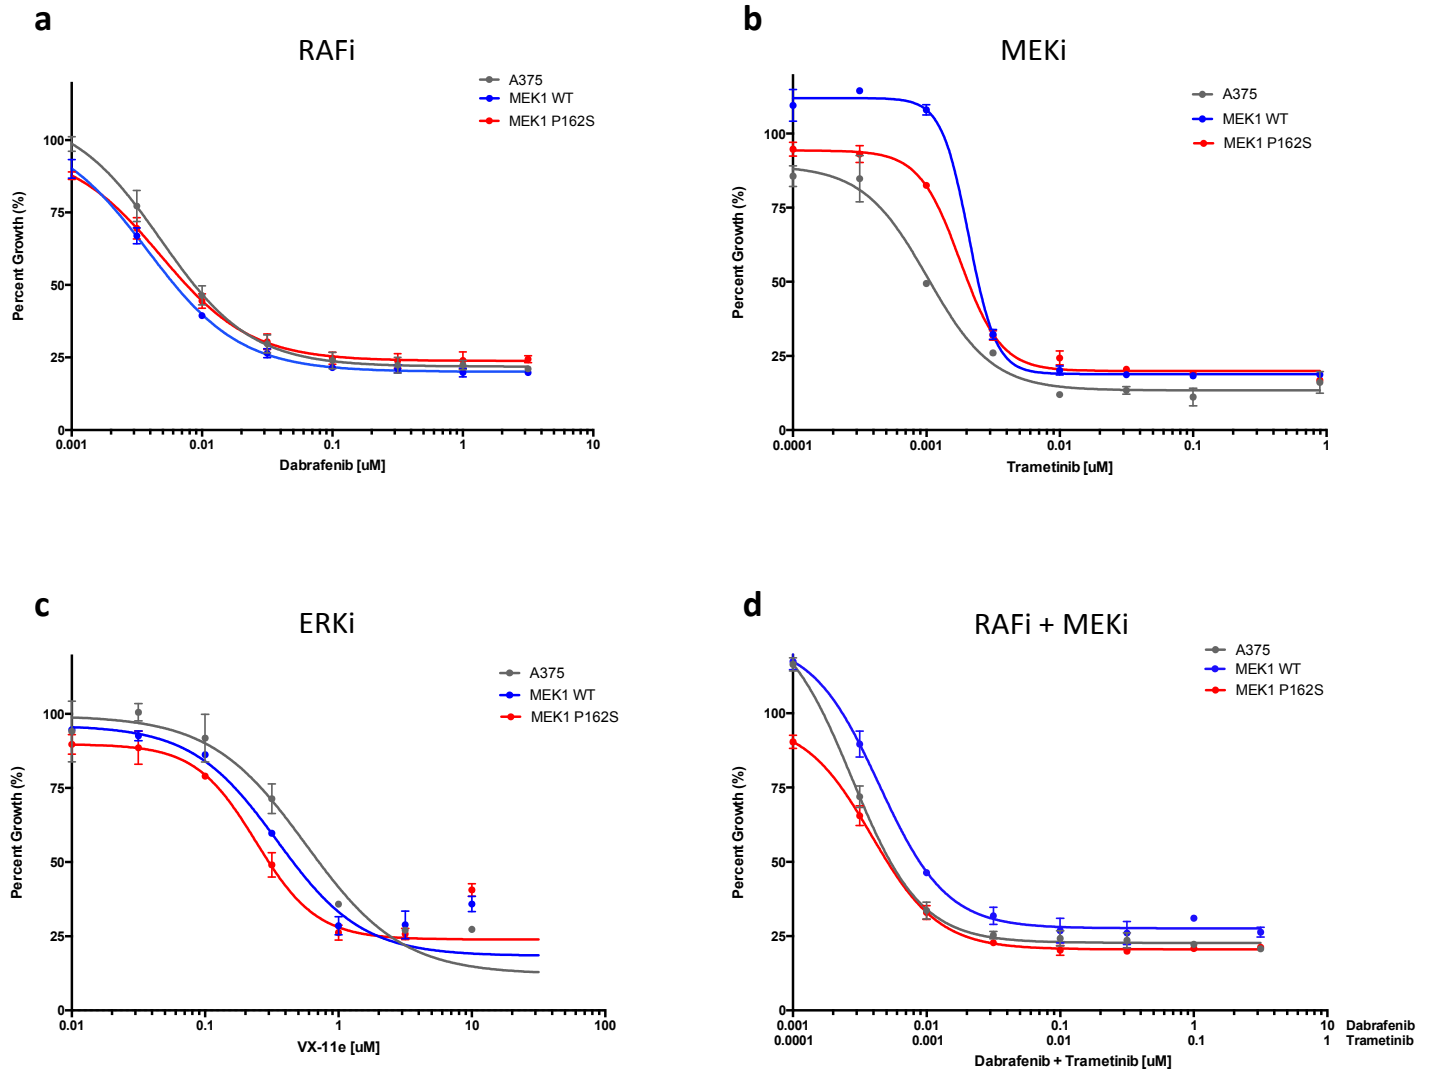 a
RAFi
A375
MEK1 WT
MEK1 P162S
Percent Growth (%)
100
75
50
25
0
0.001
0.01
0.1
1
10
Dabrafenib [uM]
b
MEKi
A375
MEK1 WT
MEK1 P162S
Percent Growth (%)
100
75
50
25
0
0.0001
0.001
0.01
0.1
1
Trametinib [uM]
c
ERKi
A375
MEK1 WT
MEK1 P162S
Percent Growth (%)
100
75
50
25
0
0.01
0.1
1
10
100
VX-11e [uM]
d
RAFi + MEKi
A375
MEK1 WT
MEK1 P162S
Percent Growth (%)
100
75
50
25
0
0.001 0.01 0.1 1 10 Dabrafenib
0.0001 0.001 0.01 0.1 1 Trametinib
Dabrafenib + Trametinib [uM]